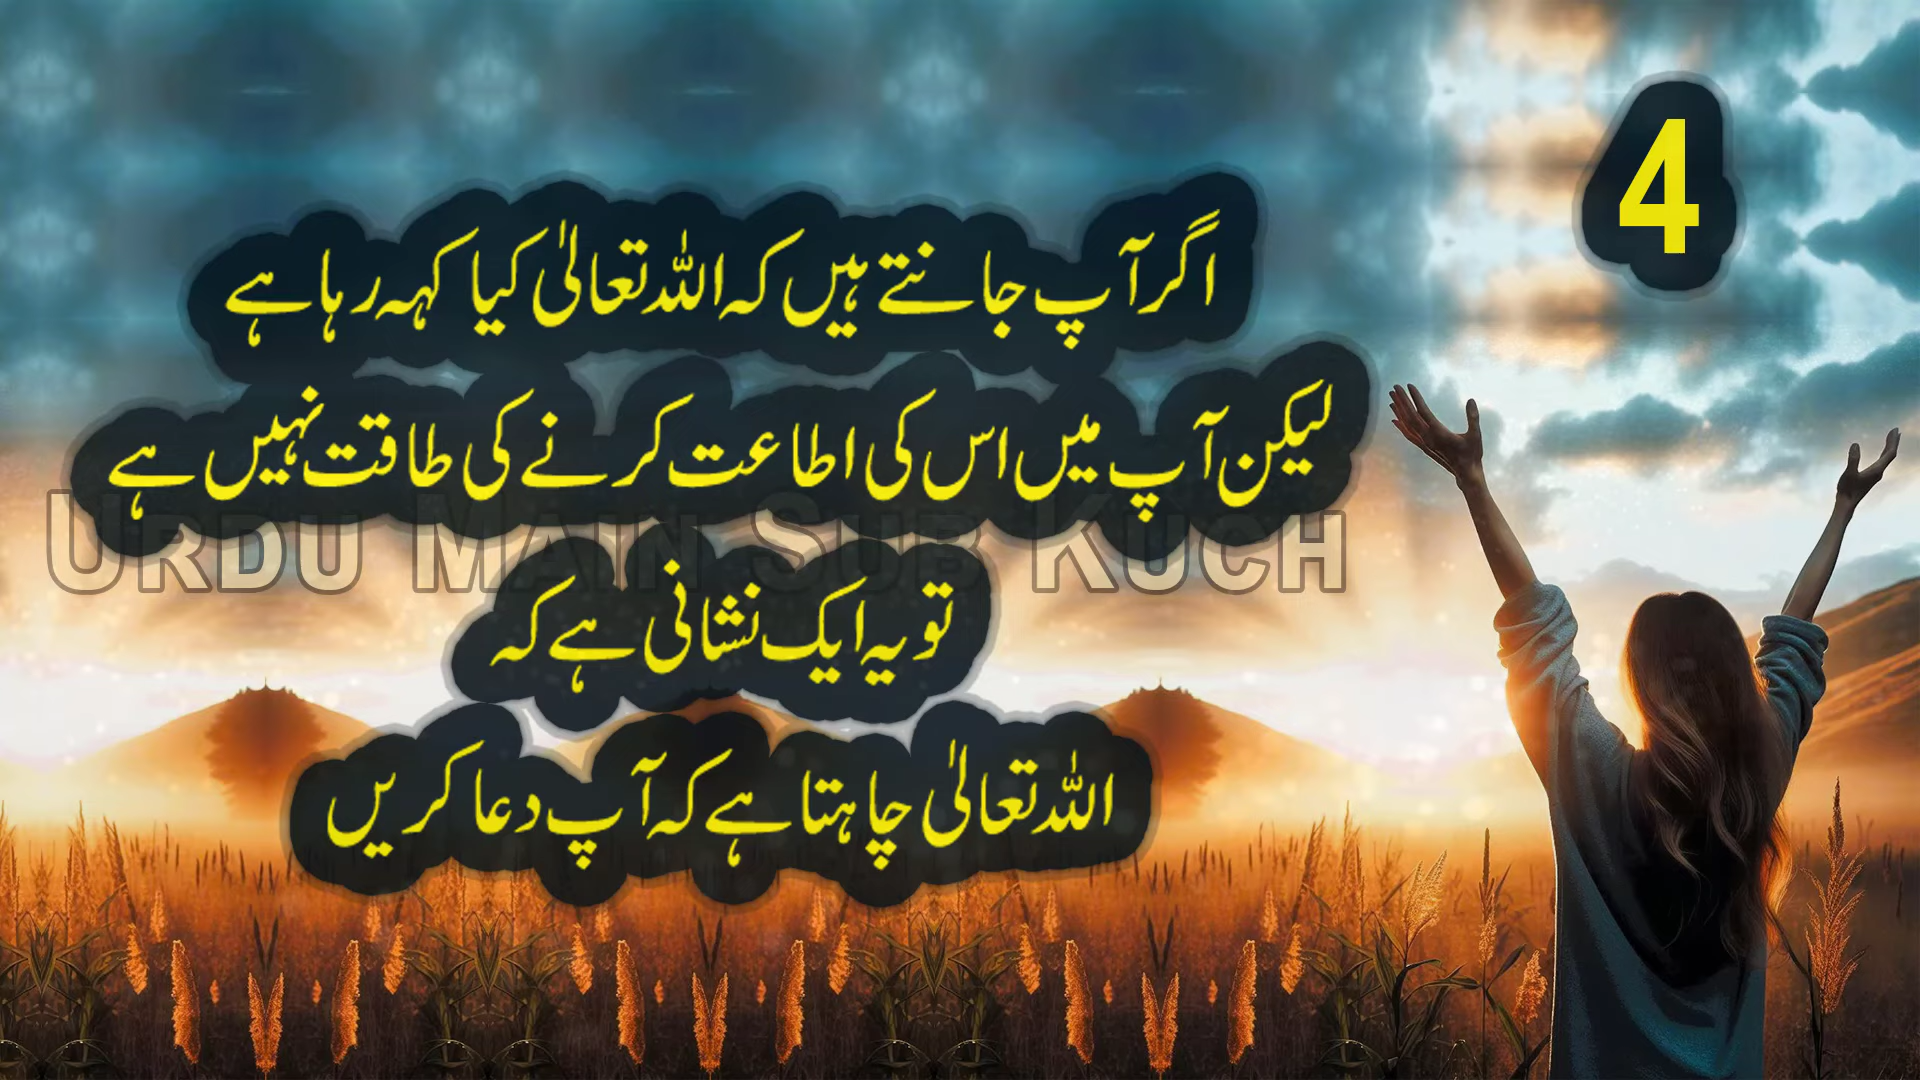 4
اگر آپ جانتے ہیں کہ اللہ تعالیٰ کیا کہہ رہا ہے
لیکن آپ میں اس کی اطاعت کرنے کی طاقت نہیں ہے
Urdu Main Sub Kuch
تو یہ ایک نشانی ہے کہ
اللہ تعالیٰ چاہتا ہے کہ آپ دعا کریں